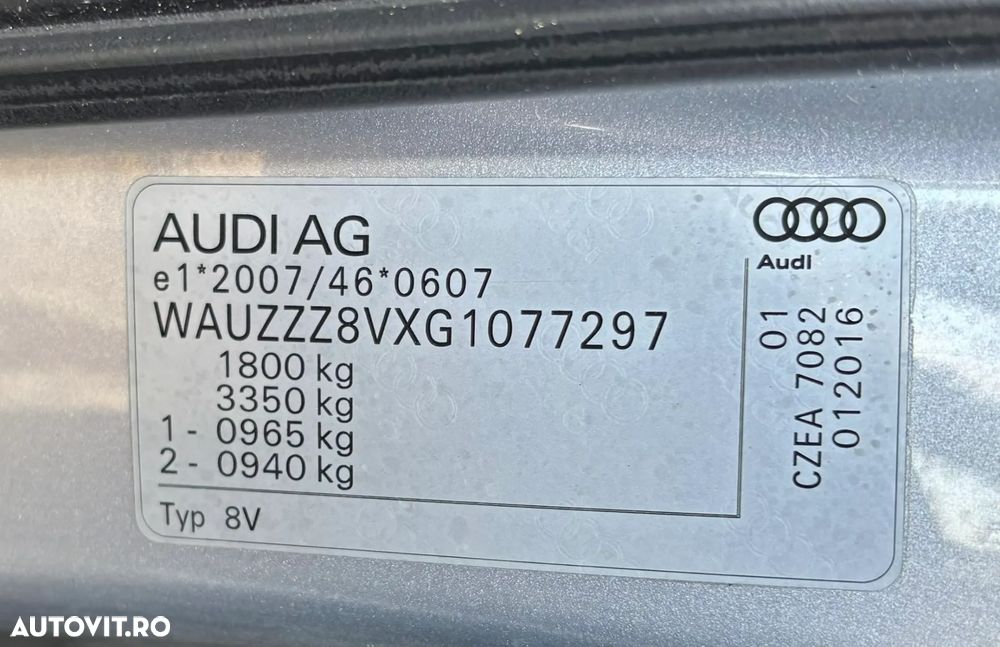 AUDI AG
Audi
e1*2007/46*0607
WAUZZZ8VXG1077297
1800 kg
3350 kg
1 - 0965 kg
2 - 0940 kg
Typ 8V
01
CZEA 7082
012016
AUTOVIT.RO